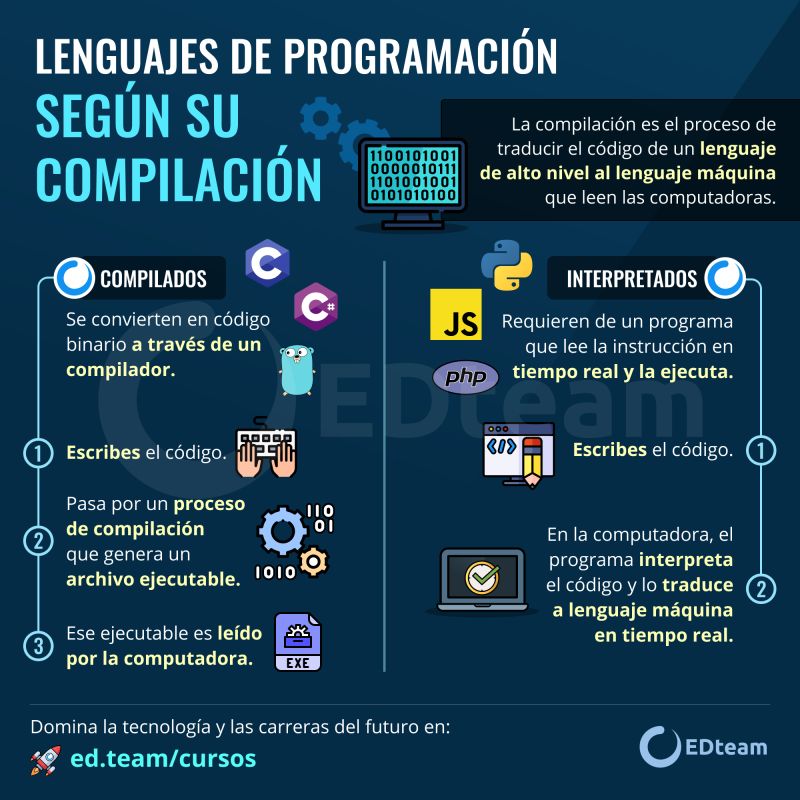 LENGUAJES DE PROGRAMACIÓN
SEGÚN SU
COMPILACIÓN
1100101001
0000001011
1101001001
0101010100
La compilación es el proceso de
traducir el código de un lenguaje
de alto nivel al lenguaje máquina
que leen las computadoras.
COMPILADOS
C
C#
Se convierten en código
binario a través de un
compilador.
1
Escribes el código.
2
Pasa por un proceso
de compilación
que genera un
archivo ejecutable.
110
01
1010
3
Ese ejecutable es leído
por la computadora.
EXE
INTERPRETADOS
JS
php
Requieren de un programa
que lee la instrucción en
tiempo real y la ejecuta.
Escribes el código.
1
</>
En la computadora, el
programa interpreta
el código y lo traduce
a lenguaje máquina
en tiempo real.
2
EDteam
Domina la tecnología y las carreras del futuro en:
ed.team/cursos
EDteam